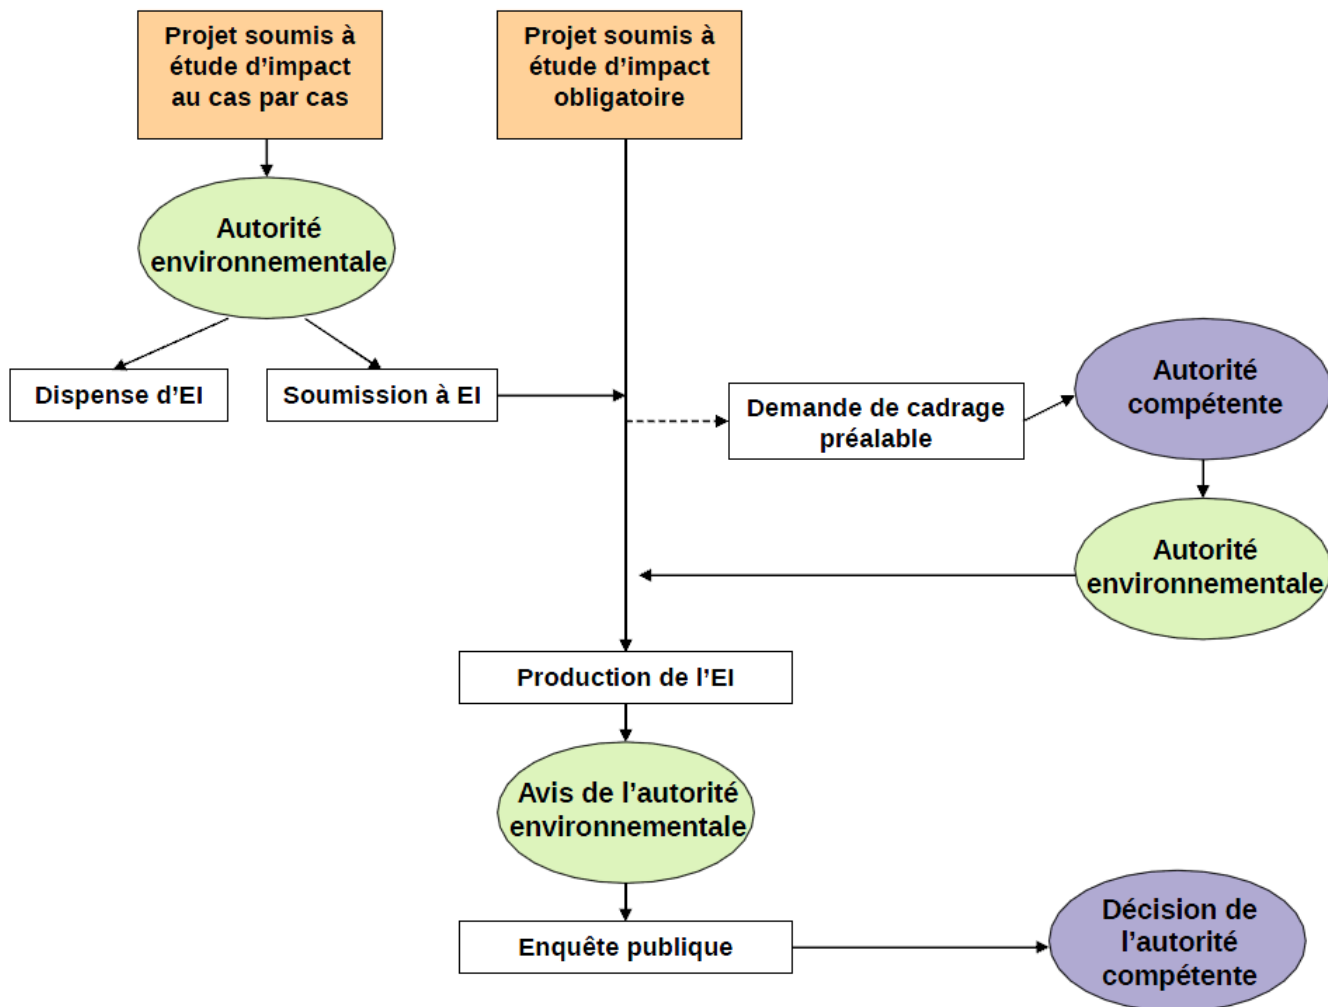 Projet soumis à
étude d’impact
au cas par cas
Projet soumis à
étude d’impact
obligatoire
Autorité
environnementale
Dispense d’EI
Soumission à EI
Demande de cadrage
préalable
Autorité
compétente
Autorité
environnementale
Production de l’EI
Avis de l’autorité
environnementale
Enquête publique
Décision de
l’autorité
compétente